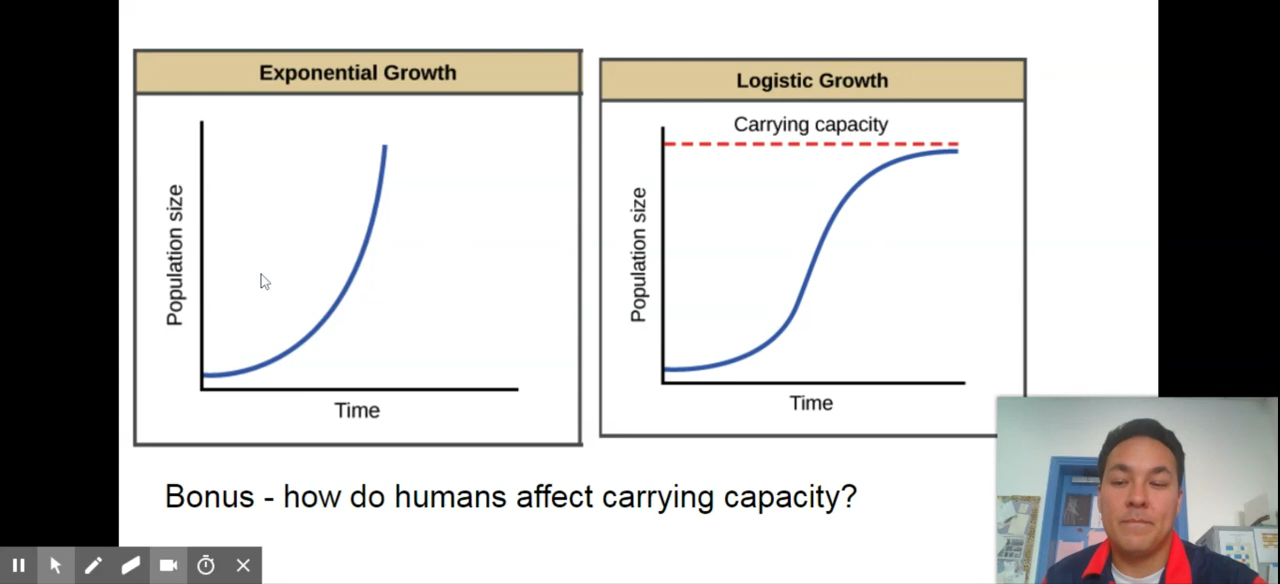 Exponential Growth
Population size
Time
Logistic Growth
Carrying capacity
Population size
Time
Bonus - how do humans affect carrying capacity?